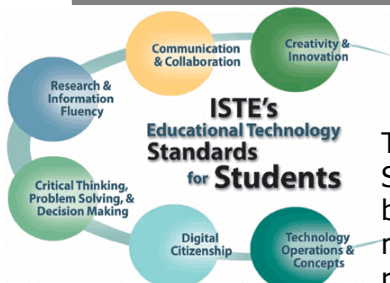 Communication
& Collaboration
Creativity &
Innovation
Research &
Information
Fluency
ISTE's
Educational Technology
Standards
for Students
Critical Thinking,
Problem Solving, &
Decision Making
Digital
Citizenship
Technology
Operations &
Concepts